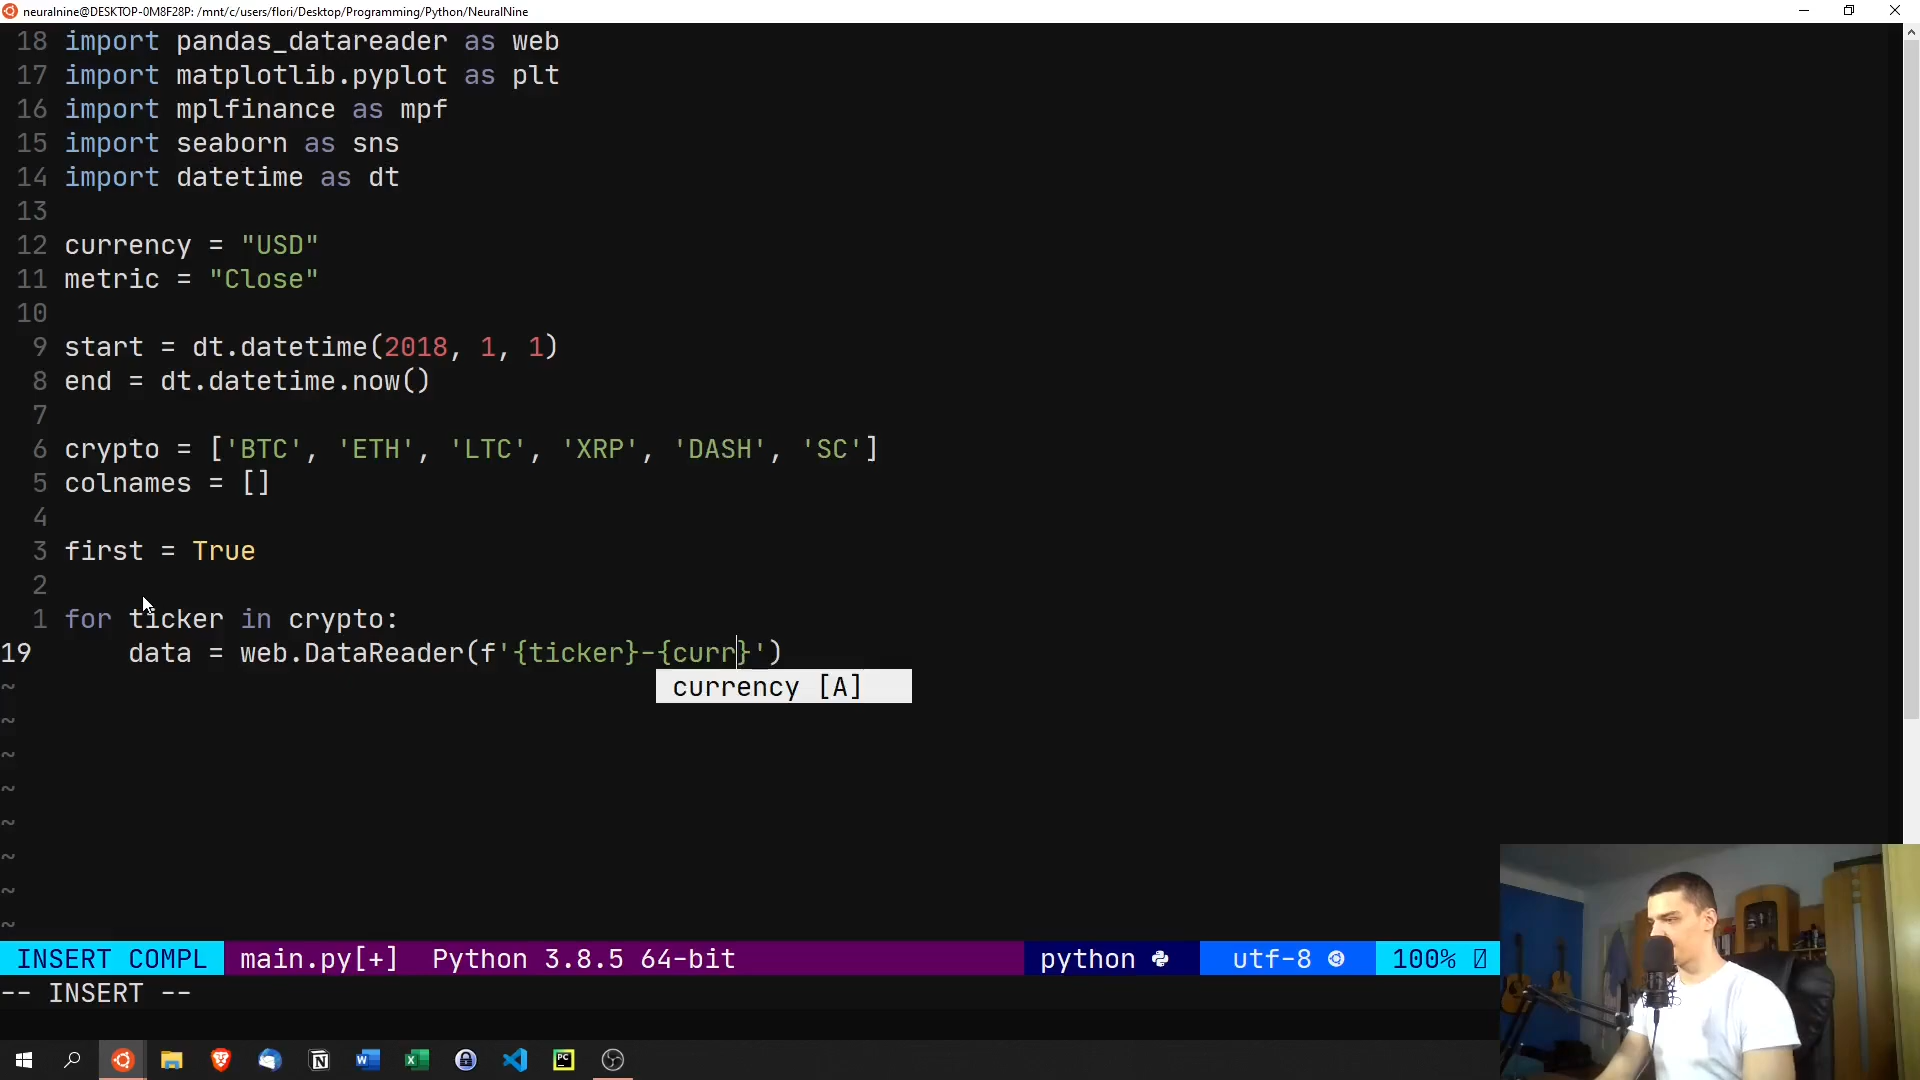 neuralnine@DESKTOP-0M8F28P: /mnt/c/users/flori/Desktop/Programming/Python/NeuralNine
18 import pandas_datareader as web
17 import matplotlib.pyplot as plt
16 import mplfinance as mpf
15 import seaborn as sns
14 import datetime as dt
13
12 currency = "USD"
11 metric = "Close"
10
9 start = dt.datetime(2018, 1, 1)
8 end = dt.datetime.now()
7
6 crypto = ['BTC', 'ETH', 'LTC', 'XRP', 'DASH', 'SC']
5 colnames = []
4
3 first = True
2
1 for ticker in crypto:
19     data = web.DataReader(f'{ticker}-{curr}')
currency [A]
~
~
~
~
~
~
~
~
INSERT COMPL main.py[+] Python 3.8.5 64-bit python utf-8 100%
-- INSERT --